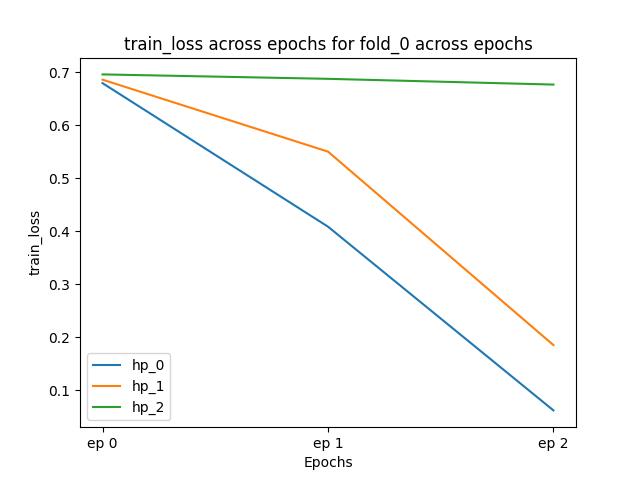 train_loss across epochs for fold_0 across epochs
0.7
0.6
0.5
0.4
0.3
0.2
0.1
train_loss
hp_0
hp_1
hp_2
ep 0 ep 1 ep 2
Epochs